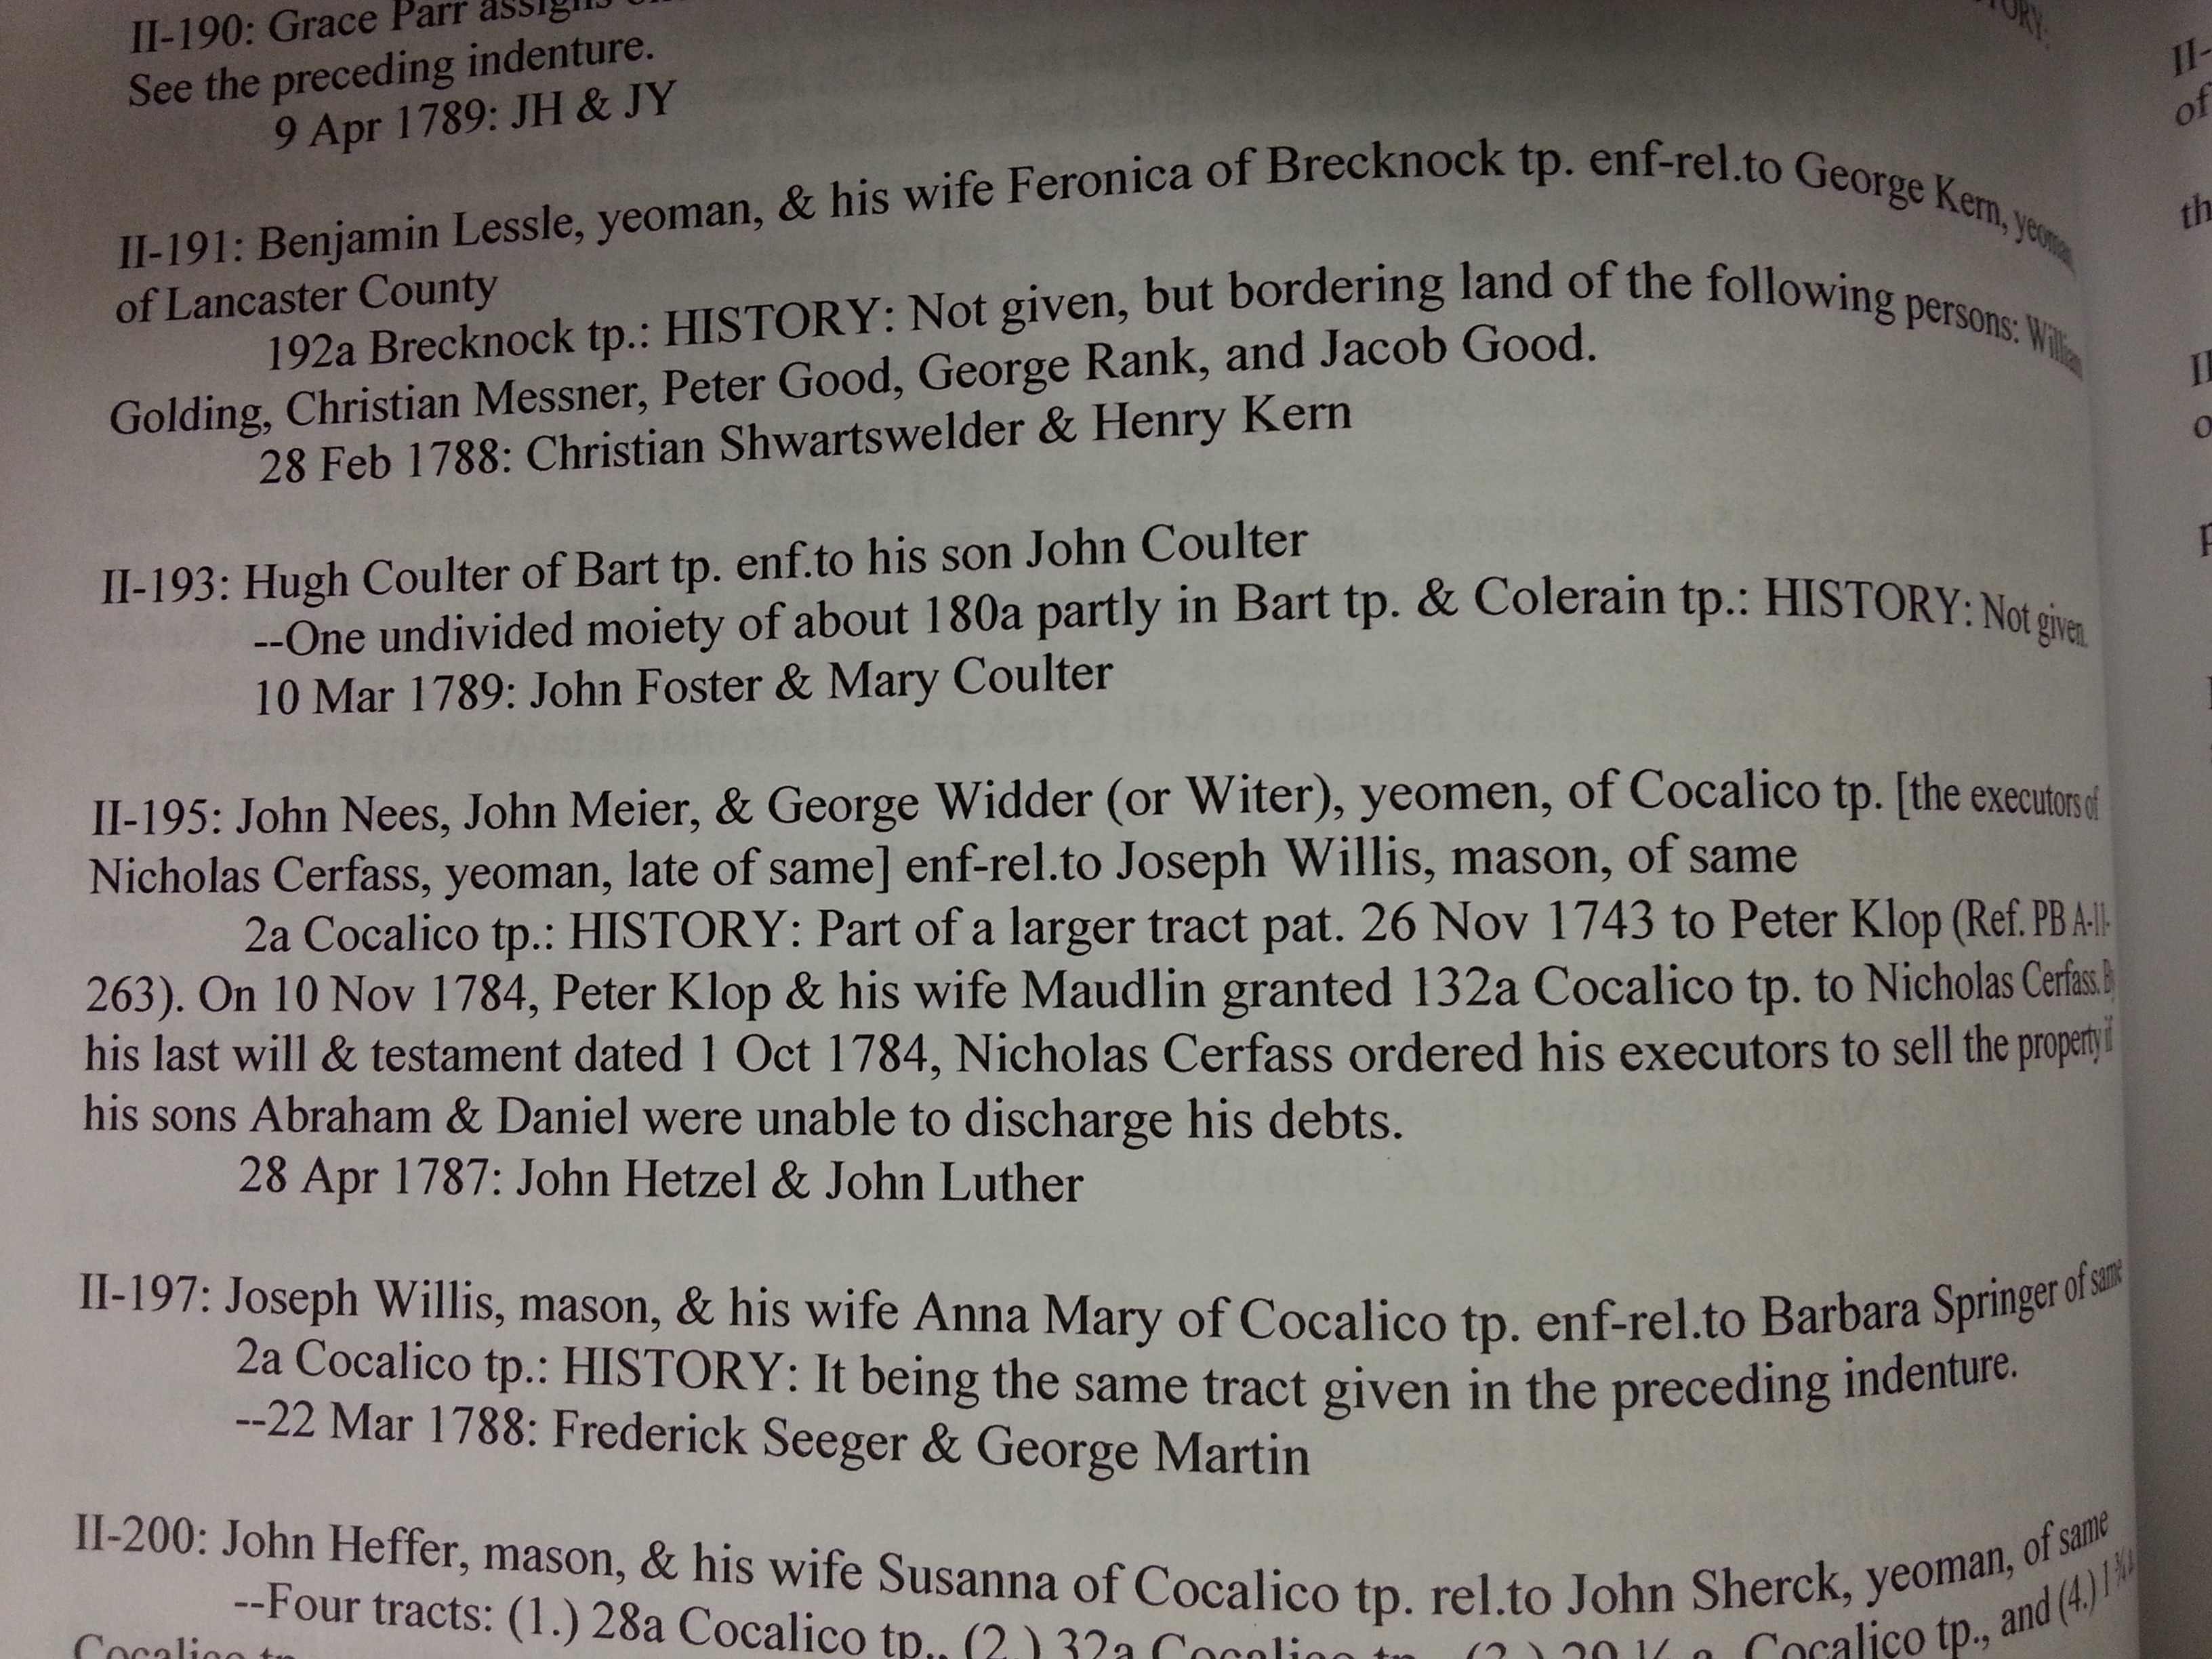 II-190: Grace Parr assigns
See the preceding indenture.
9 Apr 1789: JH & JY
II-191: Benjamin Lessle, yeoman, & his wife Feronica of Brecknock tp. enf-rel.to George Kern, yeoman
of Lancaster County
192a Brecknock tp.: HISTORY: Not given, but bordering land of the following persons: William
Golding, Christian Messner, Peter Good, George Rank, and Jacob Good.
28 Feb 1788: Christian Shwartswelder & Henry Kern
II-193: Hugh Coulter of Bart tp. enf.to his son John Coulter
--One undivided moiety of about 180a partly in Bart tp. & Colerain tp.: HISTORY: Not given.
10 Mar 1789: John Foster & Mary Coulter
II-195: John Nees, John Meier, & George Widder (or Witer), yeomen, of Cocalico tp. [the executors of
Nicholas Cerfass, yeoman, late of same] enf-rel.to Joseph Willis, mason, of same
2a Cocalico tp.: HISTORY: Part of a larger tract pat. 26 Nov 1743 to Peter Klop (Ref. PB A-11-
263). On 10 Nov 1784, Peter Klop & his wife Maudlin granted 132a Cocalico tp. to Nicholas Cerfass. By
his last will & testament dated 1 Oct 1784, Nicholas Cerfass ordered his executors to sell the property if
his sons Abraham & Daniel were unable to discharge his debts.
28 Apr 1787: John Hetzel & John Luther
II-197: Joseph Willis, mason, & his wife Anna Mary of Cocalico tp. enf-rel.to Barbara Springer of same
2a Cocalico tp.: HISTORY: It being the same tract given in the preceding indenture.
--22 Mar 1788: Frederick Seeger & George Martin
II-200: John Heffer, mason, & his wife Susanna of Cocalico tp. rel.to John Sherck, yeoman, of same
--Four tracts: (1.) 28a Cocalico tp., (2.) 32a Cocalico tp., (3.) Cocalico tp., and (4.)
Cocalico tp.